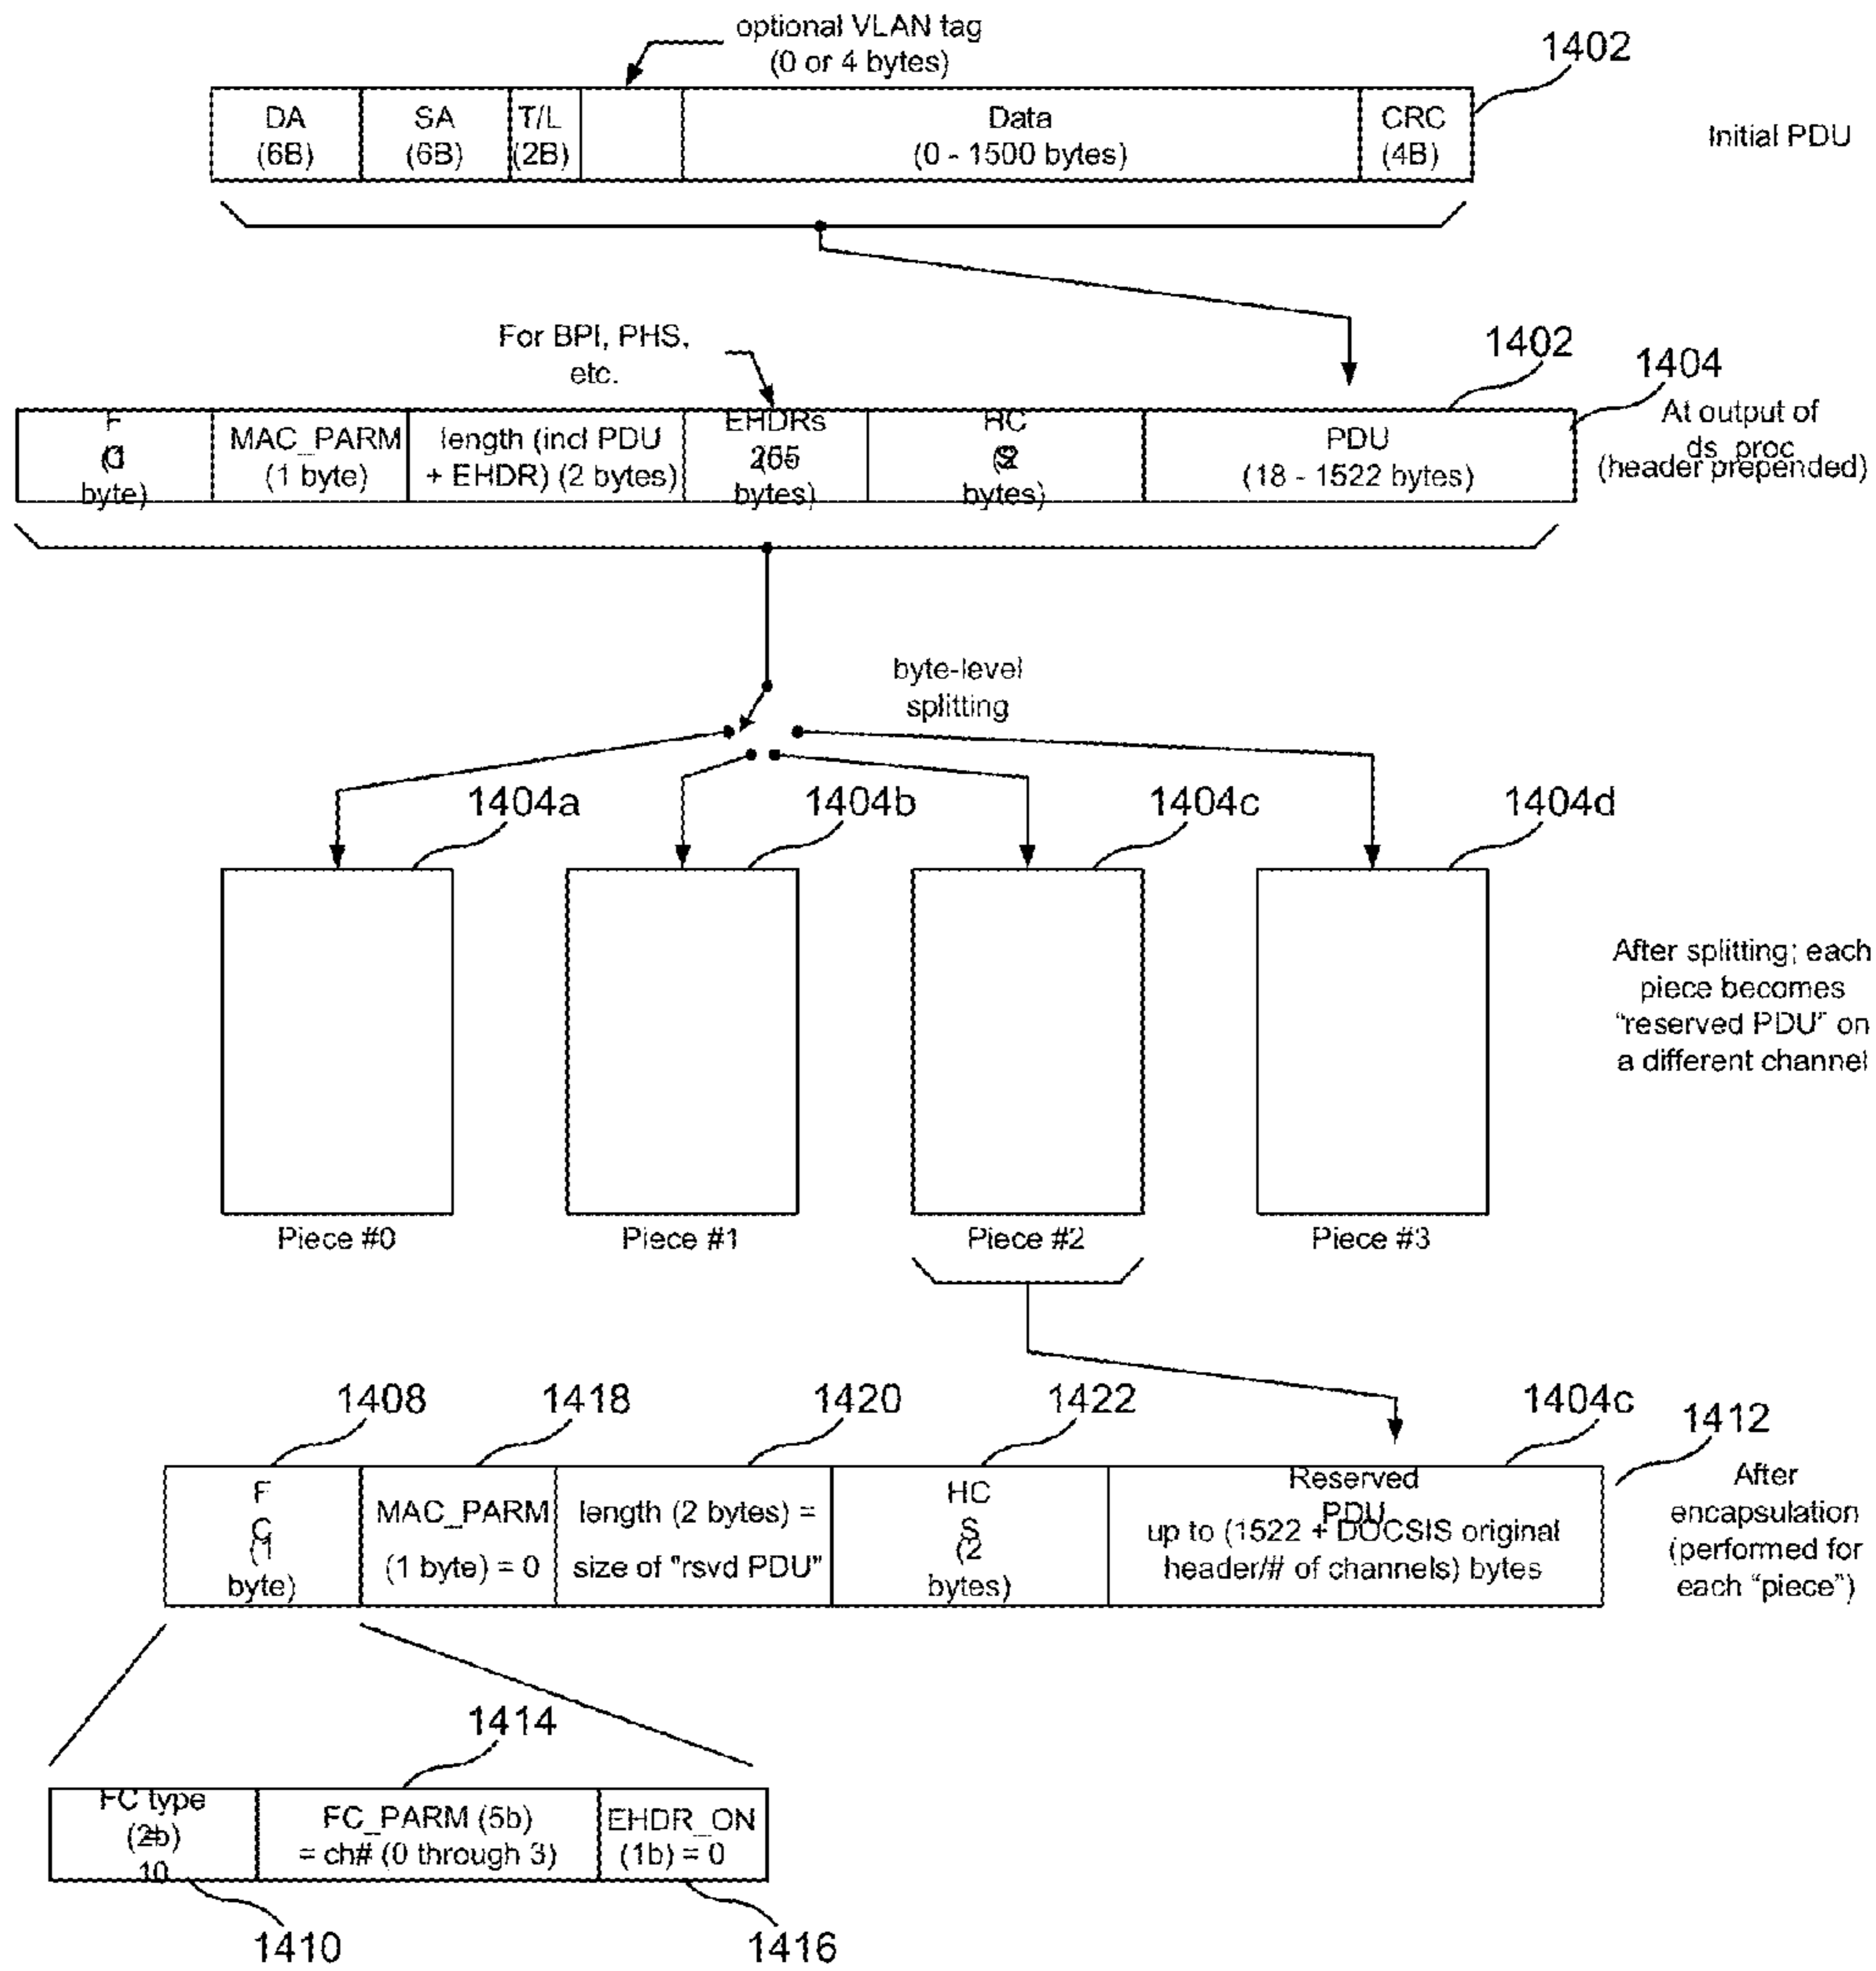 optional VLAN tag
(0 or 4 bytes)
1402
DA
(6B)
SA
(6B)
T/L
(2B)
Data
(0 - 1500 bytes)
CRC
(4B)
Initial PDU
For BPI, PHS,
etc.
1402
1404
byte)
MAC_PARM
(1 byte)
length (incl PDU
+ EHDR) (2 bytes)
EHDRs
bytes)
bytes)
PDU
(18 - 1522 bytes)
At output of
ds_proc
(header prepended)
byte-level
splitting
1404a
1404b
1404c
1404d
Piece #0
Piece #1
Piece #2
Piece #3
After splitting; each
piece becomes
"reserved PDU" on
a different channel
1408
1418
1420
1422
1404c
1412
F
C
(1
byte)
MAC_PARM
(1 byte) = 0
length (2 bytes) =
size of "rsvd PDU"
HC
S
(2
bytes)
Reserved
PDU
up to (1522 + DOCSIS original
header/# of channels) bytes
After
encapsulation
(performed for
each "piece")
1414
FC type
10
FC_PARM (5b)
= ch# (0 through 3)
EHDR_ON
(1b) = 0
1410
1416